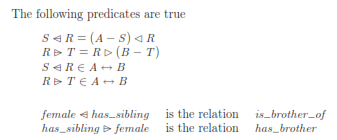 The following predicates are true
S ⩤ R = (A − S) ◁ R
R ⩥ T = R ▷ (B − T)
S ⩤ R ∈ A ↔ B
R ⩥ T ∈ A ↔ B
female ⩤ has_sibling is the relation is_brother_of
has_sibling ⩥ female is the relation has_brother